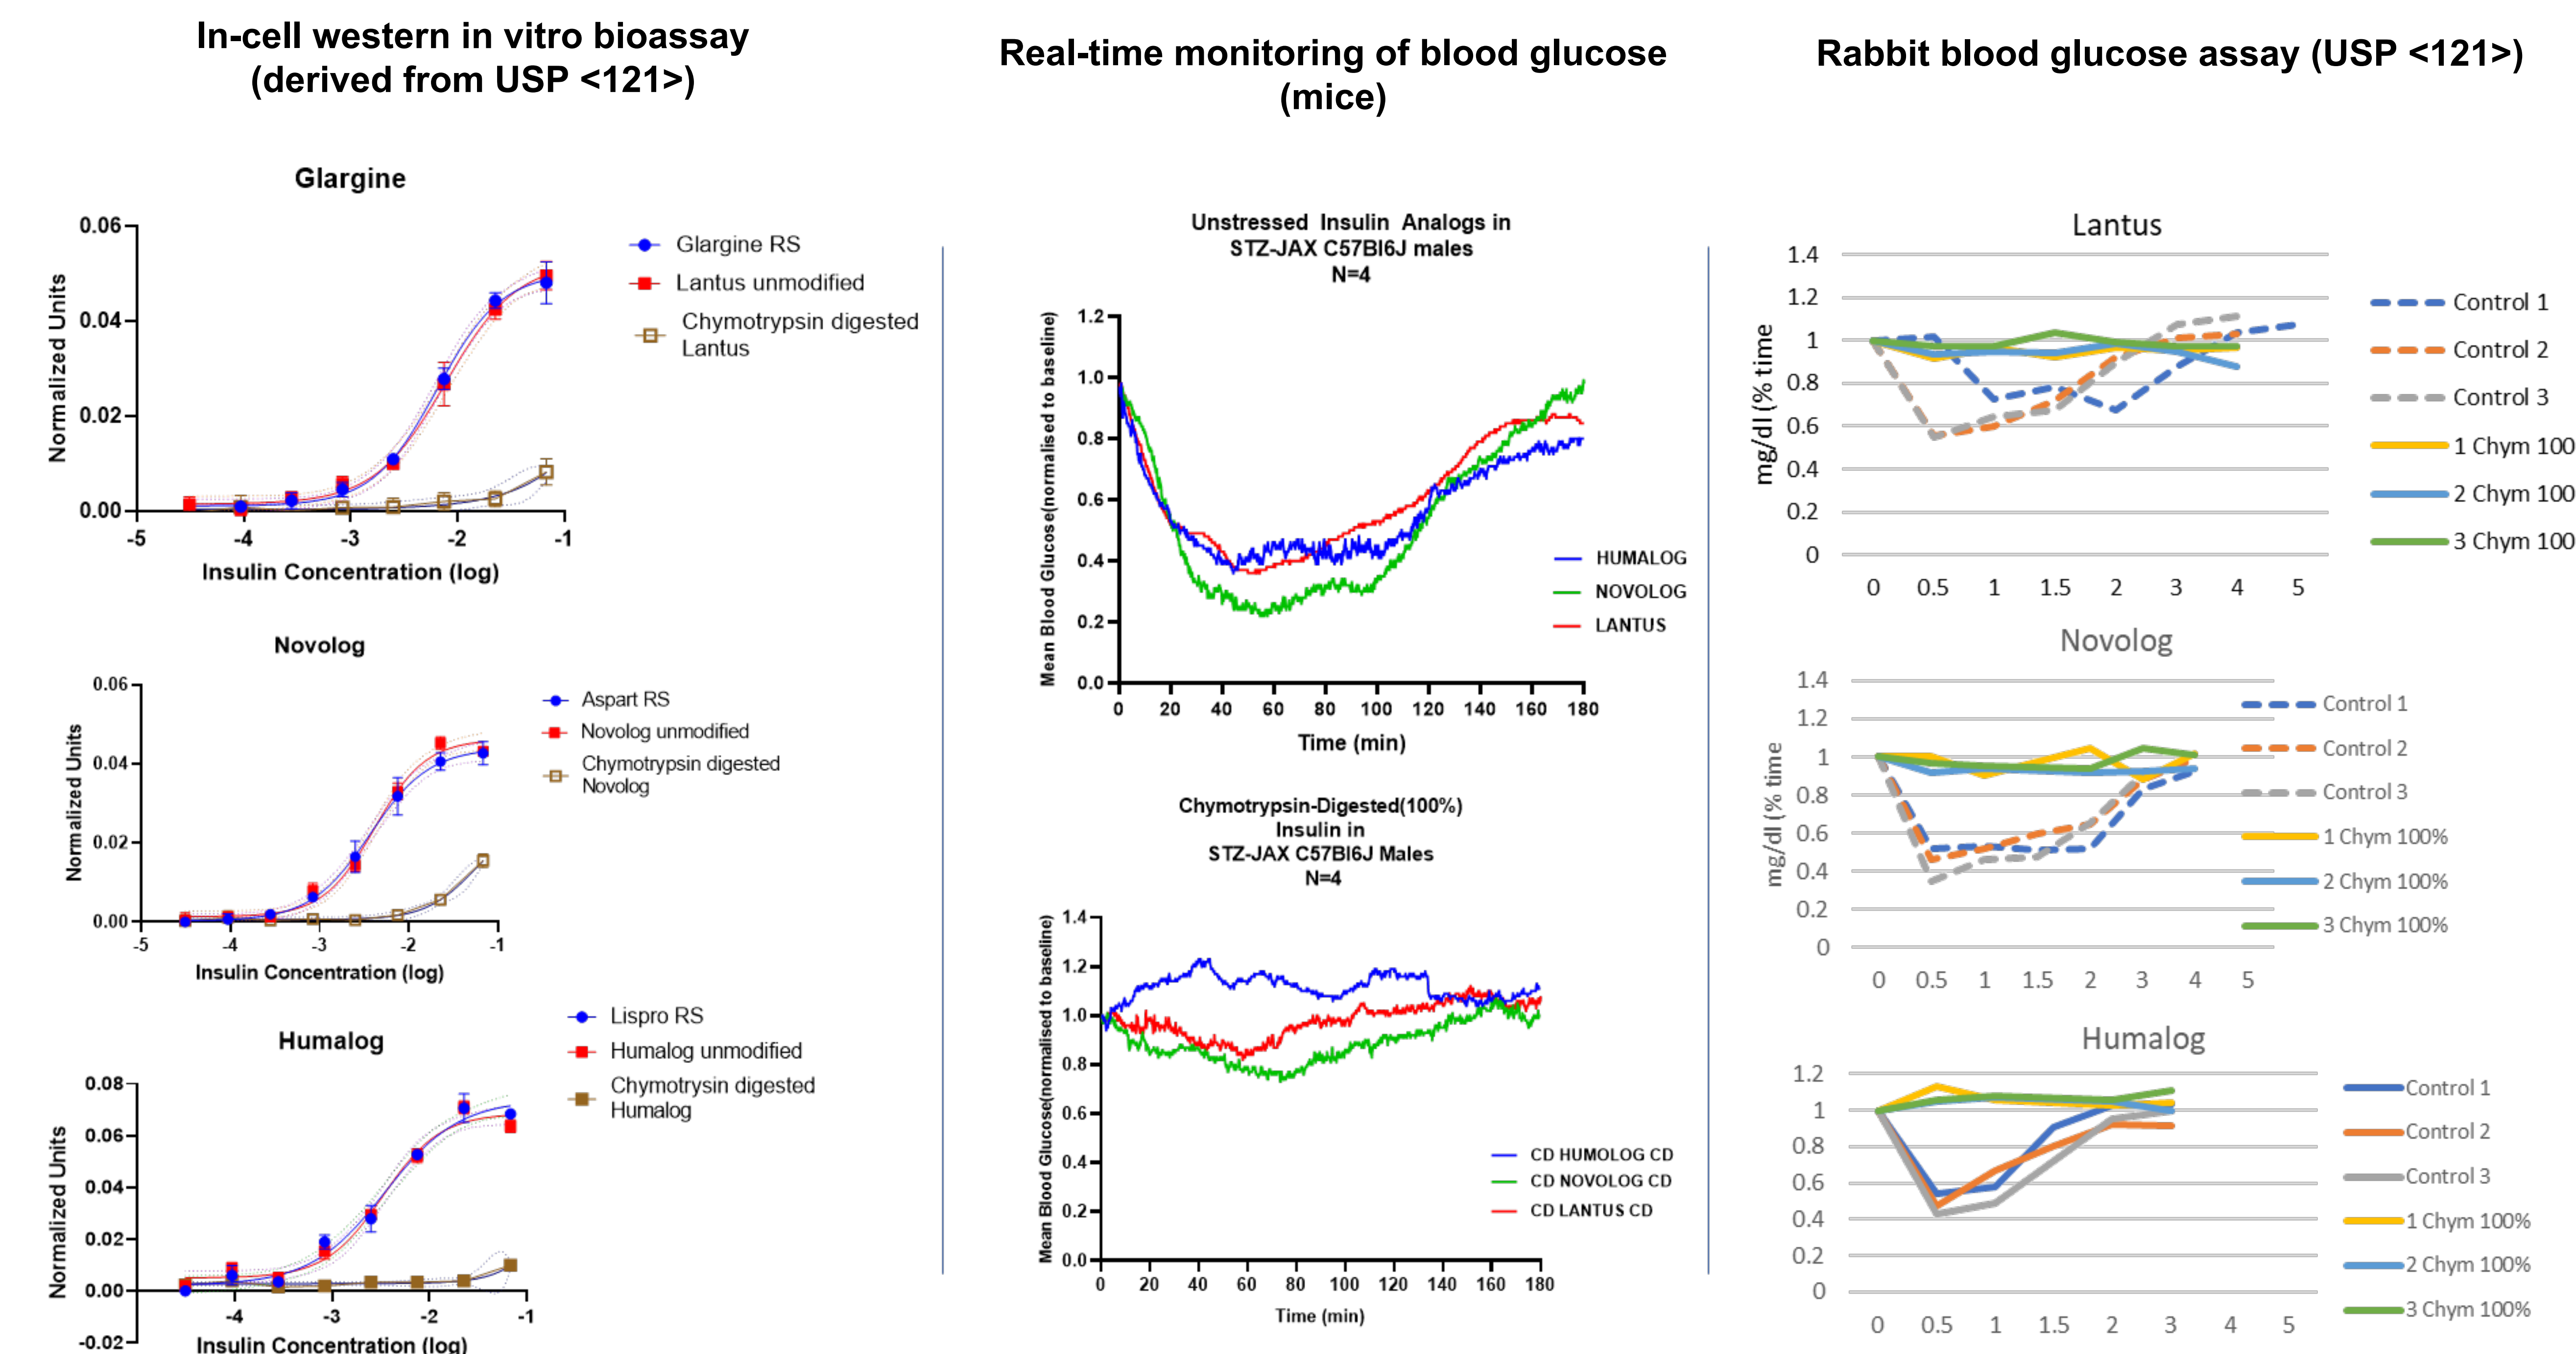 In-cell western in vitro bioassay
(derived from USP <121>)
Glargine
0.06
0.04
0.02
0.00
Normalized Units
-5
-4
-3
-2
-1
Insulin Concentration (log)
Glargine RS
Lantus unmodified
Chymotrypsin digested
Lantus
Novolog
0.06
0.04
0.02
0.00
Normalized Units
-5
-4
-3
-2
-1
Insulin Concentration (log)
Aspart RS
Novolog unmodified
Chymotrypsin digested
Novolog
Humalog
0.08
0.06
0.04
0.02
0.00
-0.02
Normalized Units
-4
-3
-2
-1
Insulin Concentration (log)
Lispro RS
Humalog unmodified
Chymotrysin digested
Humalog
Real-time monitoring of blood glucose
(mice)
Unstressed Insulin Analogs in
STZ-JAX C57Bl6J males
N=4
Mean Blood Glucose(normalised to baseline)
1.2
1.0
0.8
0.6
0.4
0.2
0.0
0
20
40
60
80
100
120
140
160
180
Time (min)
HUMALOG
NOVOLOG
LANTUS
Chymotrypsin-Digested(100%)
Insulin in
STZ-JAX C57Bl6J Males
N=4
Mean Blood Glucose(normalised to baseline)
1.4
1.2
1.0
0.8
0.6
0.4
0.2
0.0
0
20
40
60
80
100
120
140
160
180
Time (min)
CD HUMOLOG CD
CD NOVOLOG CD
CD LANTUS CD
Rabbit blood glucose assay (USP <121>)
Lantus
1.4
1.2
1
0.8
0.6
0.4
0.2
0
mg/dl (% time
0
0.5
1
1.5
2
3
4
5
Control 1
Control 2
Control 3
1 Chym 100
2 Chym 100
3 Chym 100
Novolog
1.4
1.2
1
0.8
0.6
0.4
0.2
0
mg/dl (% time
0
0.5
1
1.5
2
3
4
5
Control 1
Control 2
Control 3
1 Chym 100%
2 Chym 100%
3 Chym 100%
Humalog
1.2
1
0.8
0.6
0.4
0.2
0
0
0.5
1
1.5
2
3
4
5
Control 1
Control 2
Control 3
1 Chym 100%
2 Chym 100%
3 Chym 100%